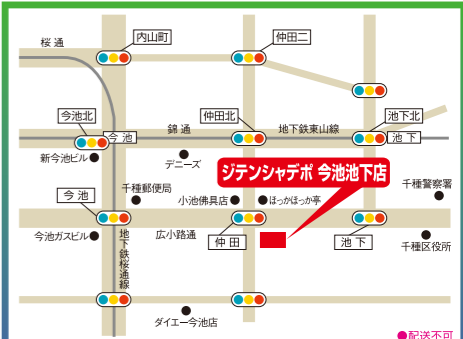 桜通
内山町
仲田二
今池北
仲田北
池下北
今池
錦通
地下鉄東山線
池下
新今池ビル
デニーズ
ジテンシャデポ 今池池下店
千種警察署
今池
千種郵便局
小池佛具店
ほっかほっか亭
今池ガスビル
地下鉄桜通線
広小路通
仲田
池下
千種区役所
ダイエー今池店
●配送不可